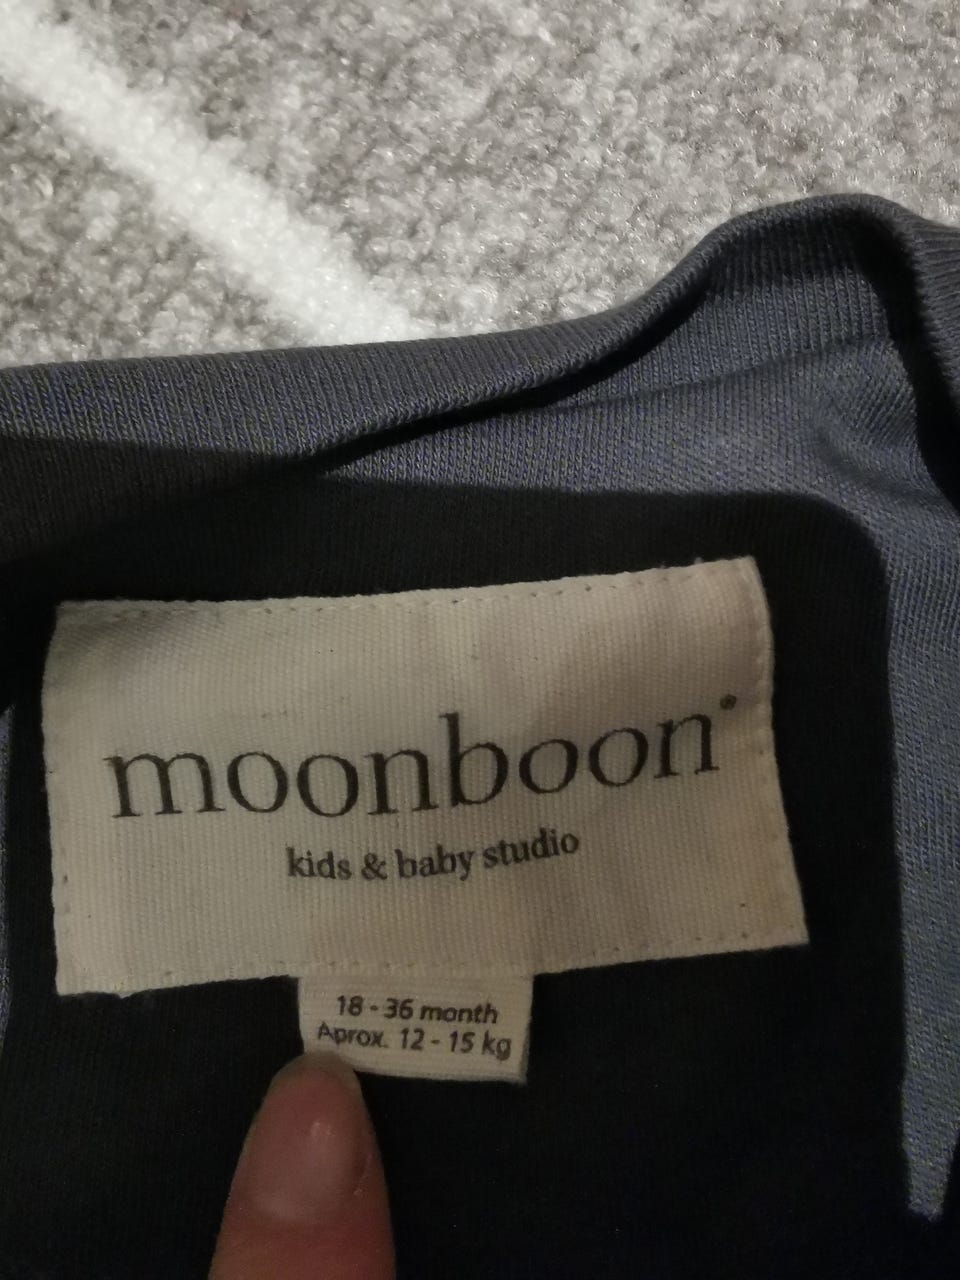 moonboon®
kids & baby studio
18 - 36 month
Aprox. 12 - 15 kg